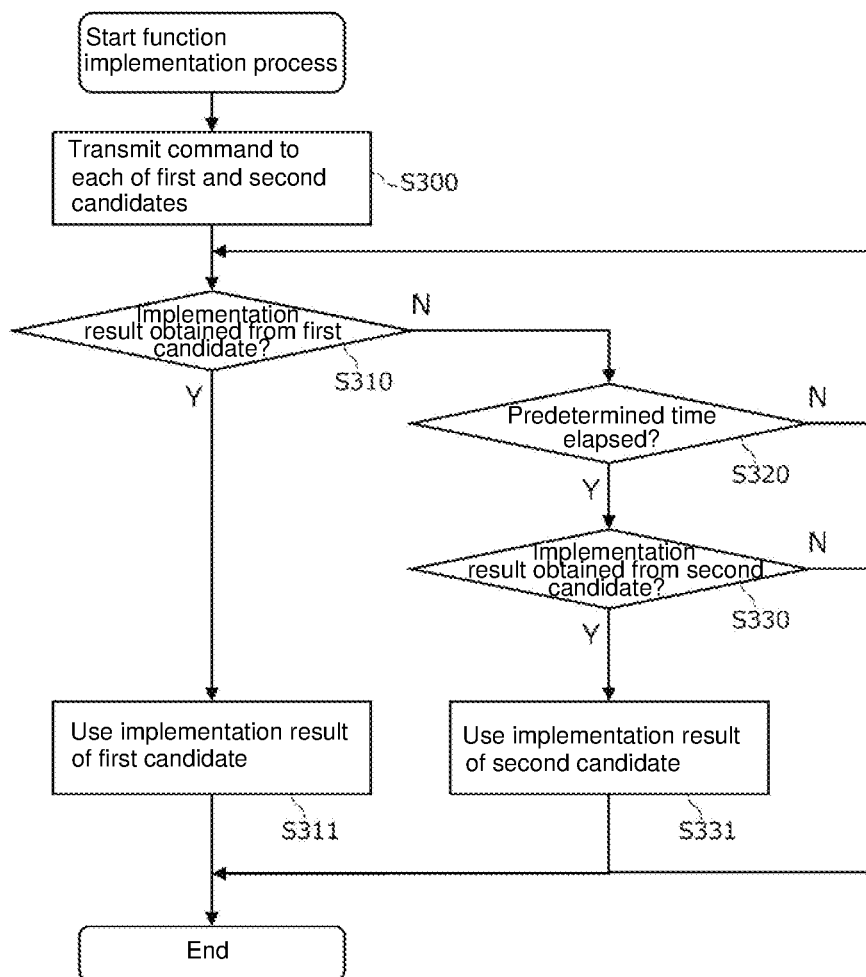 Start function
implementation process
Transmit command to
each of first and second
candidates
S300
Implementation
result obtained from first
candidate?
N
S310
Y
Predetermined time
elapsed?
N
S320
Y
Implementation
result obtained from second
candidate?
N
S330
Y
Use implementation result
of first candidate
S311
Use implementation result
of second candidate
S331
End